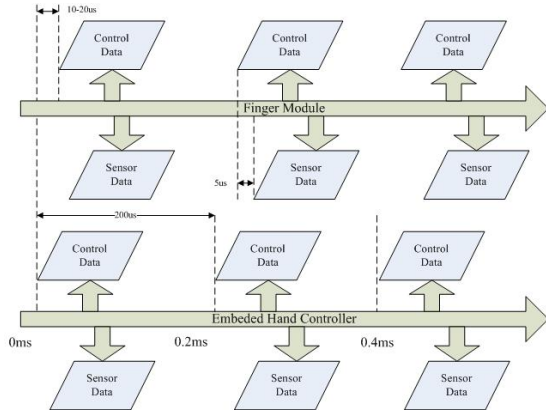 10-20us
Control
Data
Control
Data
Control
Data
Finger Module
Sensor
Data
Sensor
Data
Sensor
Data
5us
200us
Control
Data
Control
Data
Control
Data
Embeded Hand Controller
0ms
0.2ms
0.4ms
Sensor
Data
Sensor
Data
Sensor
Data